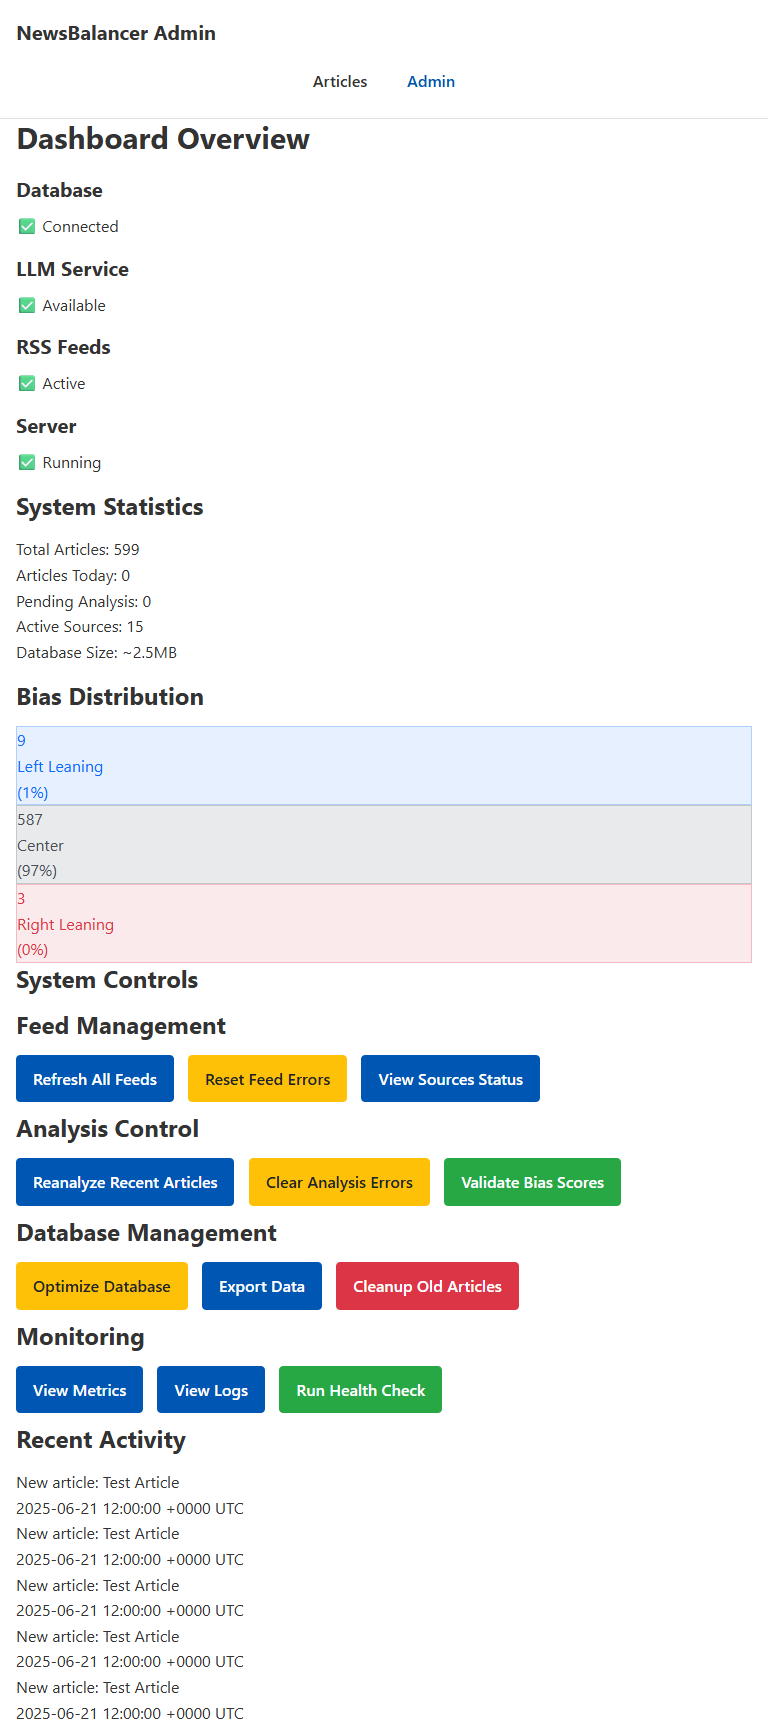 NewsBalancer Admin
Articles Admin
Dashboard Overview
Database
✅ Connected
LLM Service
✅ Available
RSS Feeds
✅ Active
Server
✅ Running
System Statistics
Total Articles: 599
Articles Today: 0
Pending Analysis: 0
Active Sources: 15
Database Size: ~2.5MB
Bias Distribution
9
Left Leaning
(1%)
587
Center
(97%)
3
Right Leaning
(0%)
System Controls
Feed Management
Refresh All Feeds Reset Feed Errors View Sources Status
Analysis Control
Reanalyze Recent Articles Clear Analysis Errors Validate Bias Scores
Database Management
Optimize Database Export Data Cleanup Old Articles
Monitoring
View Metrics View Logs Run Health Check
Recent Activity
New article: Test Article
2025-06-21 12:00:00 +0000 UTC
New article: Test Article
2025-06-21 12:00:00 +0000 UTC
New article: Test Article
2025-06-21 12:00:00 +0000 UTC
New article: Test Article
2025-06-21 12:00:00 +0000 UTC
New article: Test Article
2025-06-21 12:00:00 +0000 UTC